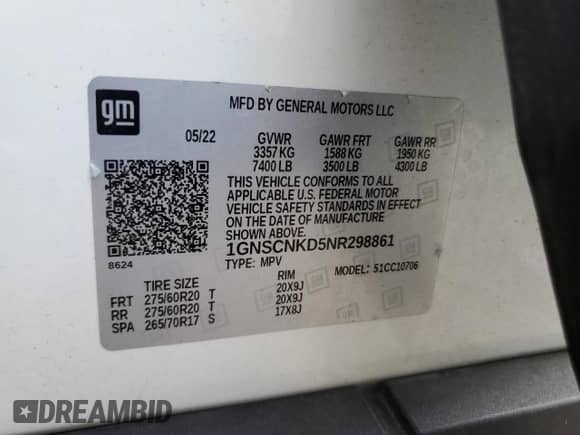 gm
MFD BY GENERAL MOTORS LLC
05/22 GVWR GAWR FRT GAWR RR
3357 KG 1588 KG 1950 KG
7400 LB 3500 LB 4300 LB
THIS VEHICLE CONFORMS TO ALL
APPLICABLE U.S. FEDERAL MOTOR
VEHICLE SAFETY STANDARDS IN EFFECT
ON THE DATE OF MANUFACTURE
SHOWN ABOVE.
1GNSCNKD5NR298861
8624 TYPE: MPV MODEL: 51CC10706
TIRE SIZE RIM
FRT 275/60R20 T 20X9J
RR 275/60R20 T 20X9J
SPA 265/70R17 S 17X8J
DREAMBID